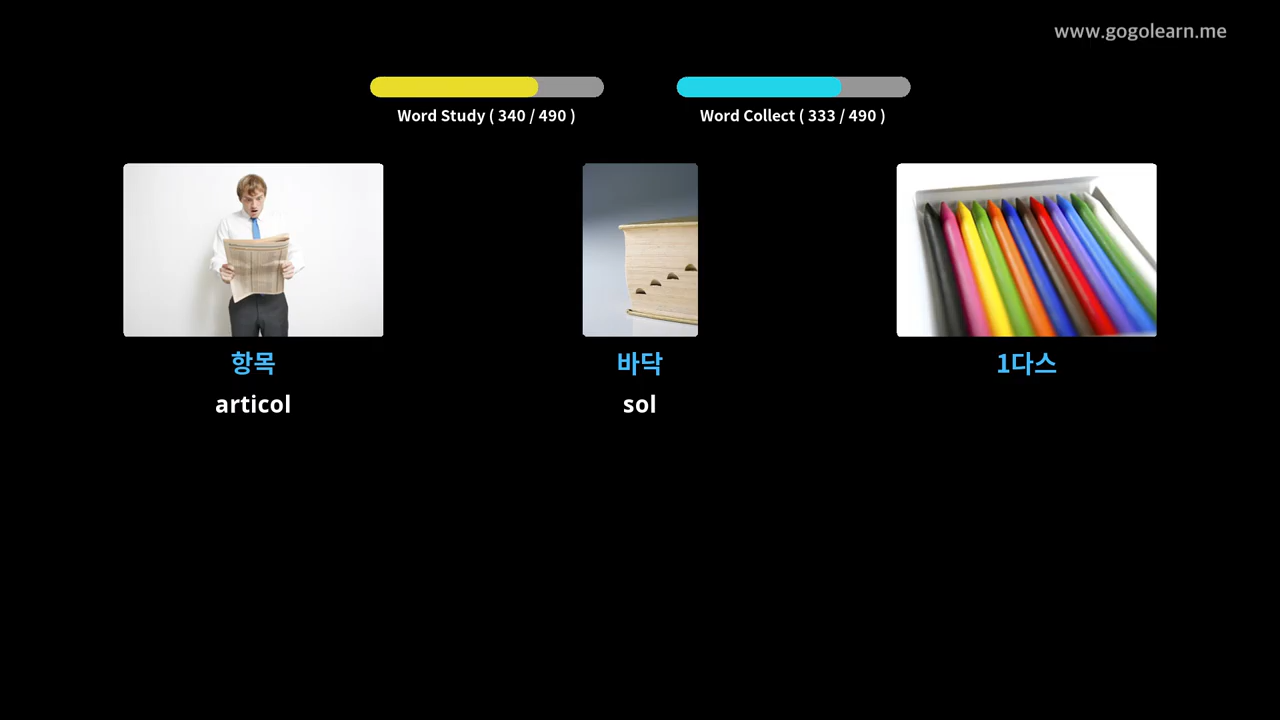 www.gogolearn.me
Word Study ( 340 / 490 )
Word Collect ( 333 / 490 )
항목
바닥
1다스
articol
sol